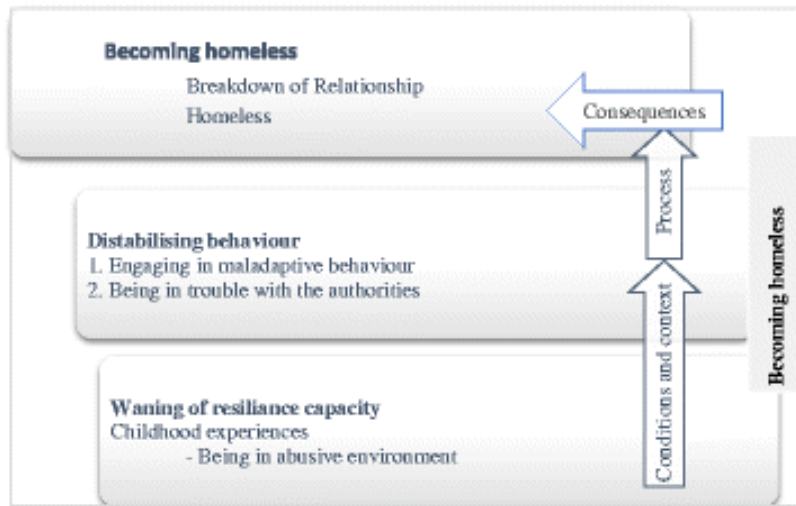 Becoming homeless
Breakdown of Relationship
Homeless
Consequences
Process
Distabilising behaviour
1. Engaging in maladaptive behaviour
2. Being in trouble with the authorities
Conditions and context
Becoming homeless
Waning of resiliance capacity
Childhood experiences
- Being in abusive environment